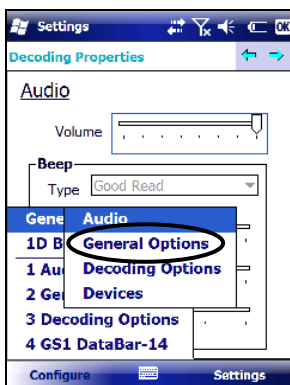 Settings OK
Decoding Properties
Audio
Volume
Beep
Type Good Read
Gene Audio
1D B General Options
1 Au Decoding Options
2 Ge Devices
3 Decoding Options
4 GS1 DataBar-14
Configure Settings